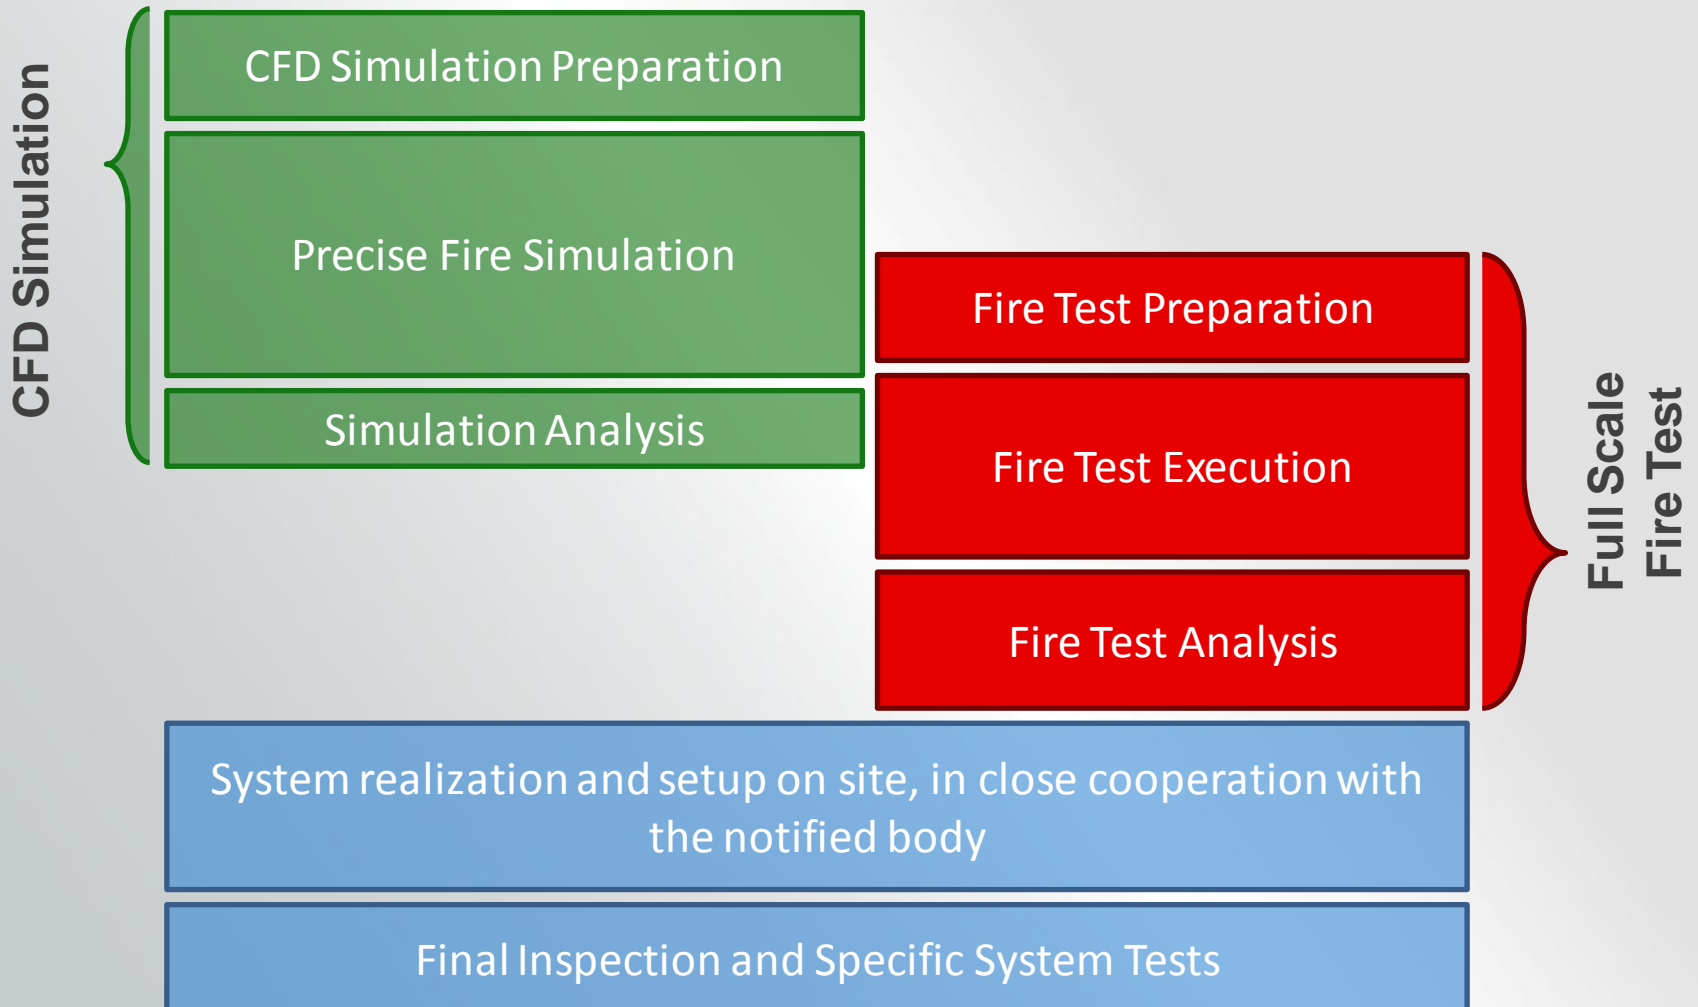 CFD Simulation
CFD Simulation Preparation
Precise Fire Simulation
Simulation Analysis
Fire Test Preparation
Fire Test Execution
Fire Test Analysis
Full Scale
Fire Test
System realization and setup on site, in close cooperation with
the notified body
Final Inspection and Specific System Tests